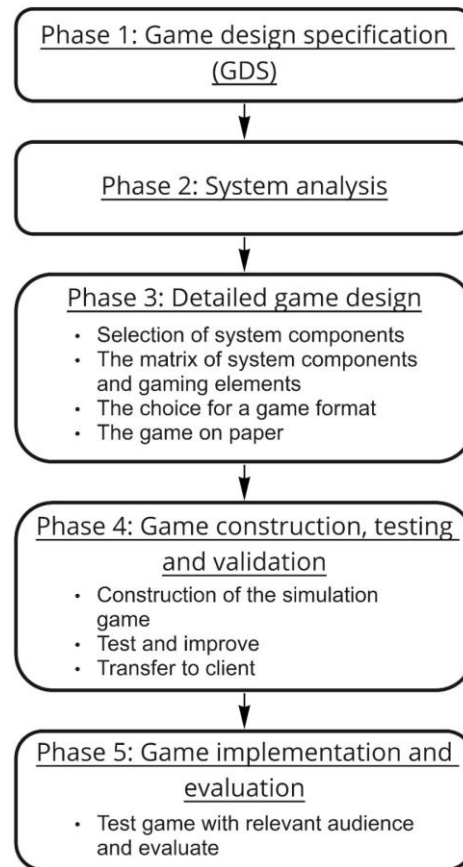 Phase 1: Game design specification
(GDS)
Phase 2: System analysis
Phase 3: Detailed game design
• Selection of system components
• The matrix of system components
and gaming elements
• The choice for a game format
• The game on paper
Phase 4: Game construction, testing
and validation
• Construction of the simulation
game
• Test and improve
• Transfer to client
Phase 5: Game implementation and
evaluation
• Test game with relevant audience
and evaluate